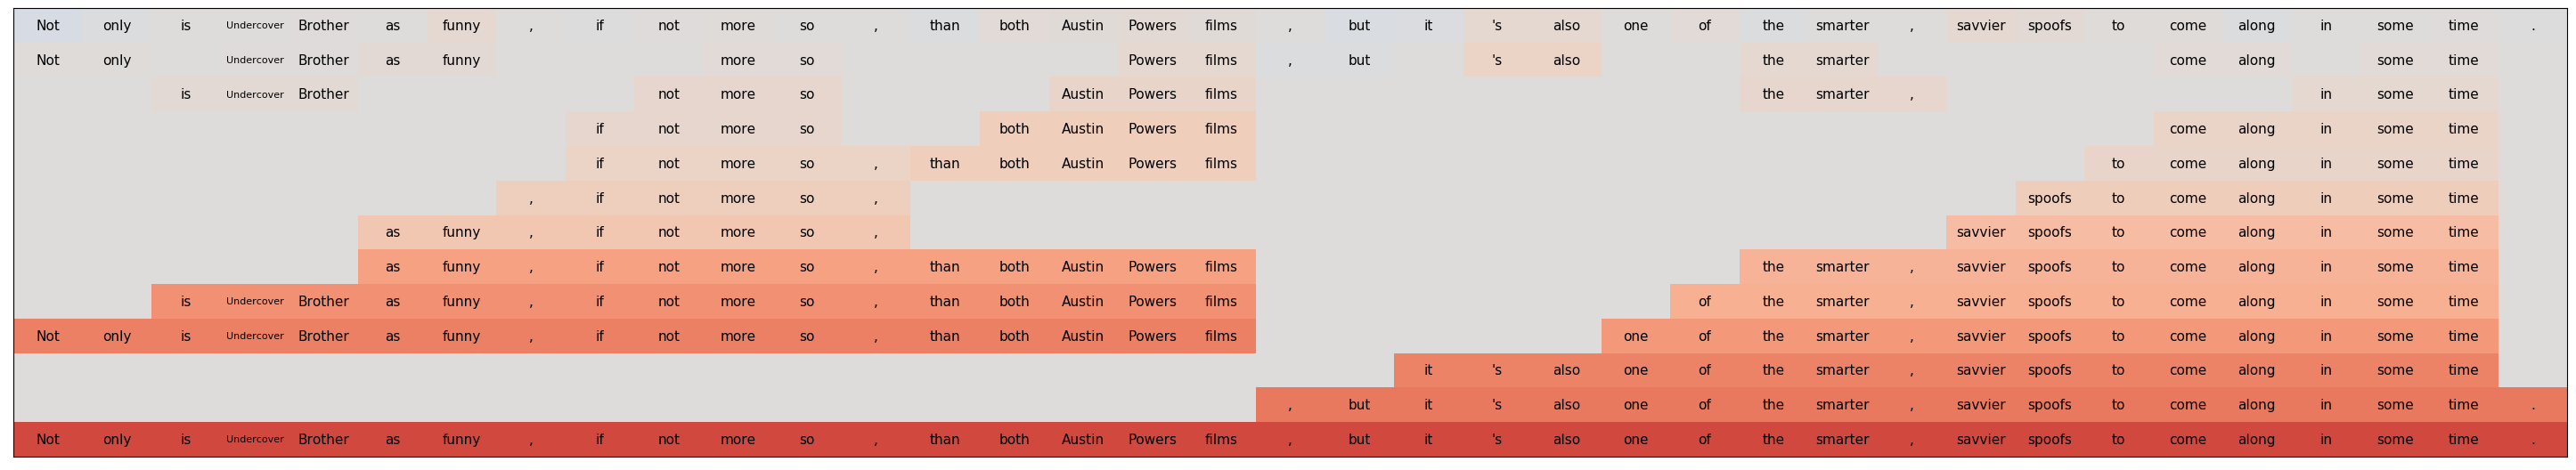 Not only is Undercover Brother as funny , if not more so , than both Austin Powers films , but it 's also one of the smarter , savvier spoofs to come along in some time .
Not only Undercover Brother as funny more so Powers films , but 's also the smarter come along some time
is Undercover Brother not more so Austin Powers films the smarter , in some time
if not more so both Austin Powers films come along in some time
if not more so , than both Austin Powers films to come along in some time
, if not more so , spoofs to come along in some time
as funny , if not more so , savvier spoofs to come along in some time
as funny , if not more so , than both Austin Powers films the smarter , savvier spoofs to come along in some time
is Undercover Brother as funny , if not more so , than both Austin Powers films of the smarter , savvier spoofs to come along in some time
Not only is Undercover Brother as funny , if not more so , than both Austin Powers films one of the smarter , savvier spoofs to come along in some time
it 's also one of the smarter , savvier spoofs to come along in some time
, but it 's also one of the smarter , savvier spoofs to come along in some time .
Not only is Undercover Brother as funny , if not more so , than both Austin Powers films , but it 's also one of the smarter , savvier spoofs to come along in some time .